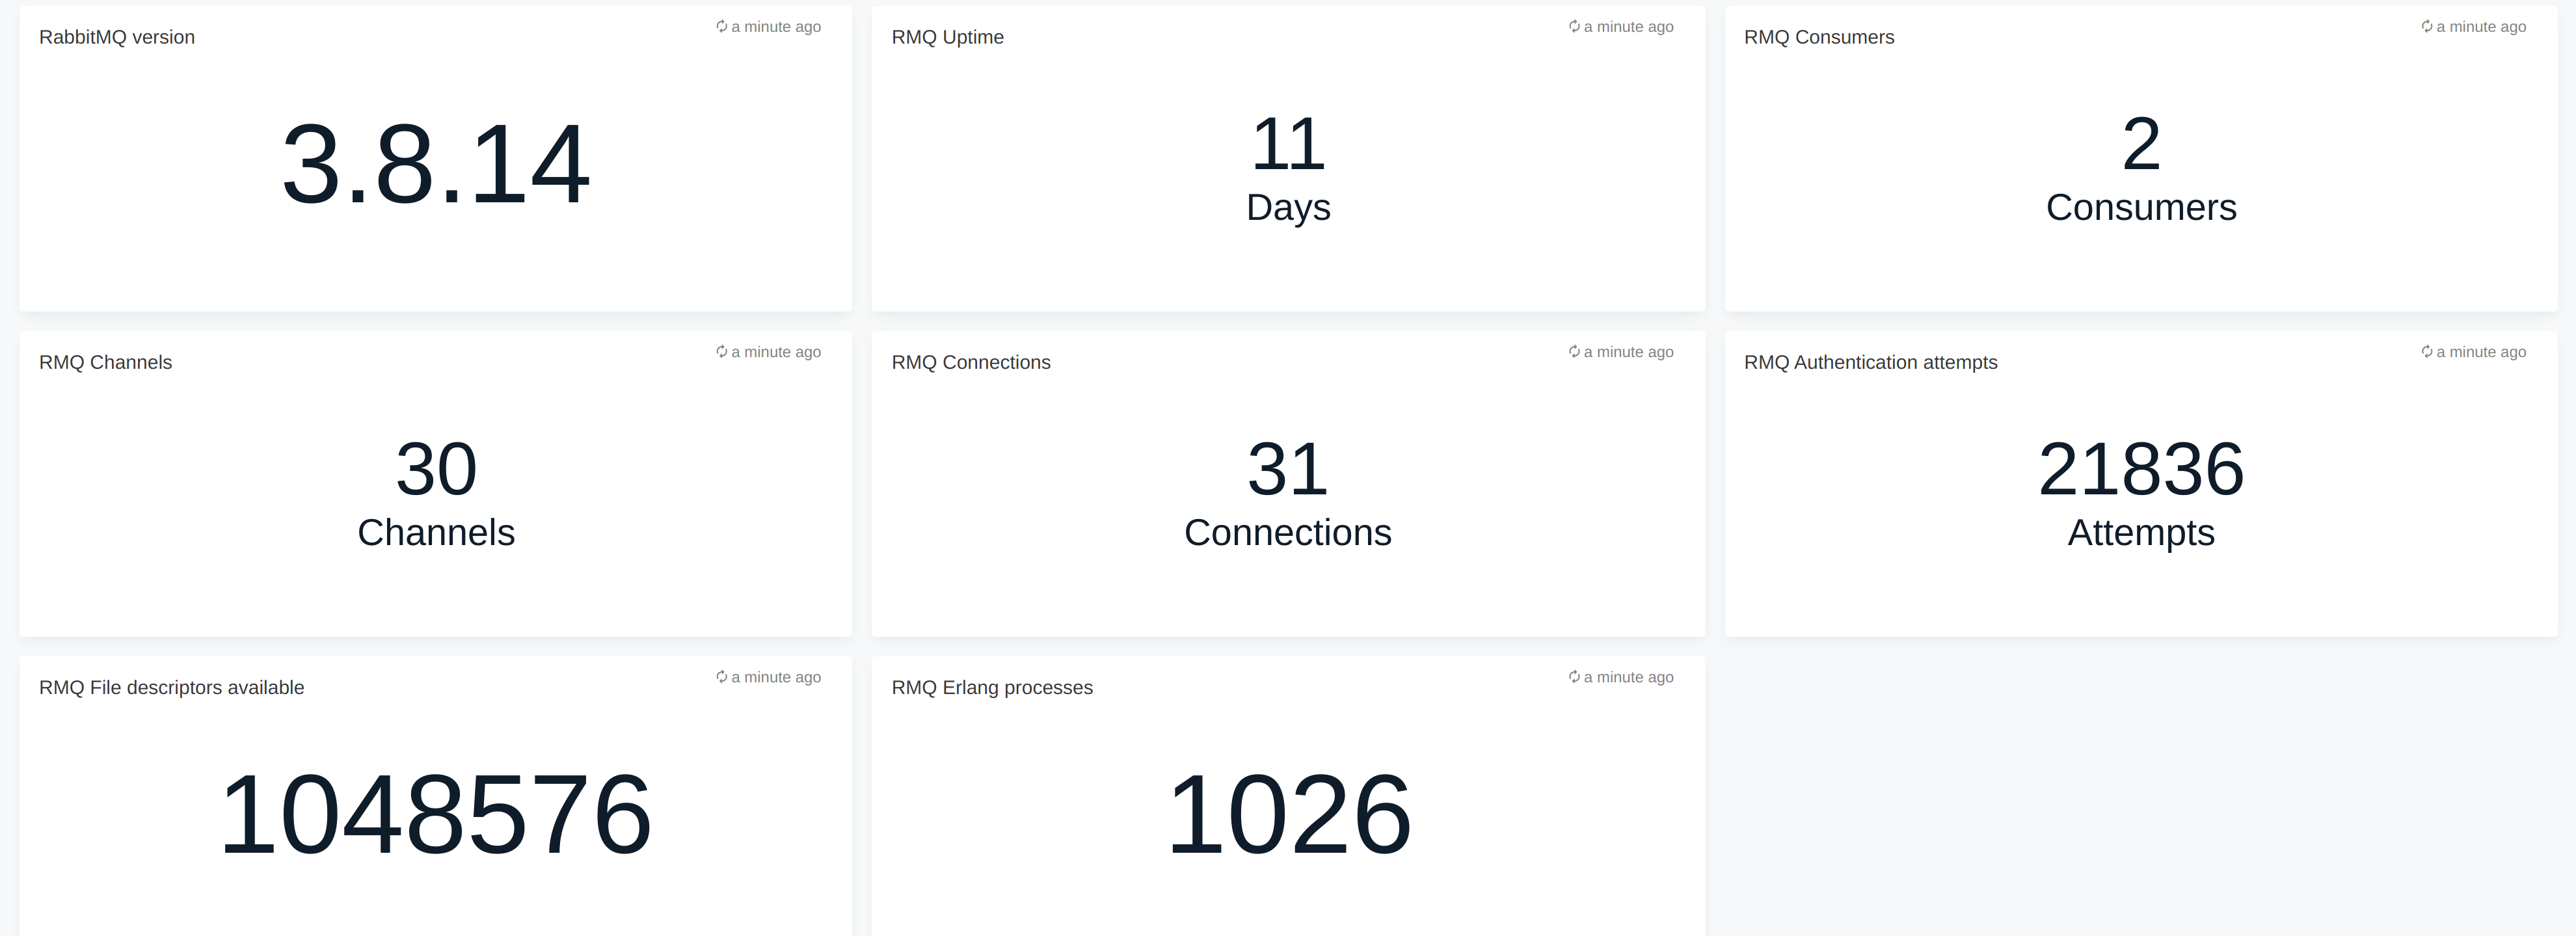 RabbitMQ version
a minute ago
3.8.14
RMQ Uptime
a minute ago
11
Days
RMQ Consumers
a minute ago
2
Consumers
RMQ Channels
a minute ago
30
Channels
RMQ Connections
a minute ago
31
Connections
RMQ Authentication attempts
a minute ago
21836
Attempts
RMQ File descriptors available
a minute ago
1048576
RMQ Erlang processes
a minute ago
1026